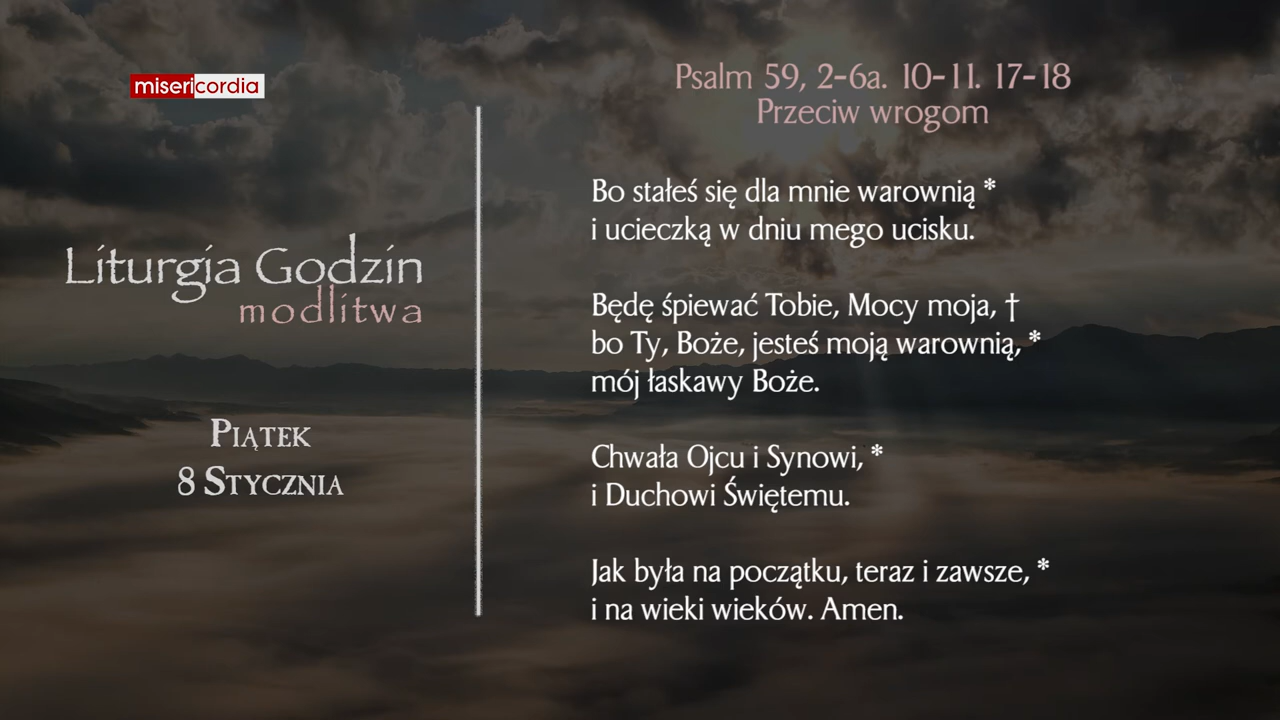 misericordia
Liturgia Godzin
modlitwa
Piątek
8 Stycznia
Psalm 59, 2-6a. 10-11. 17-18
Przeciw wrogom
Bo stałeś się dla mnie warownią *
i ucieczką w dniu mego ucisku.
Będę śpiewać Tobie, Mocy moja, †
bo Ty, Boże, jesteś moją warownią, *
mój łaskawy Boże.
Chwała Ojcu i Synowi, *
i Duchowi Świętemu.
Jak była na początku, teraz i zawsze, *
i na wieki wieków. Amen.